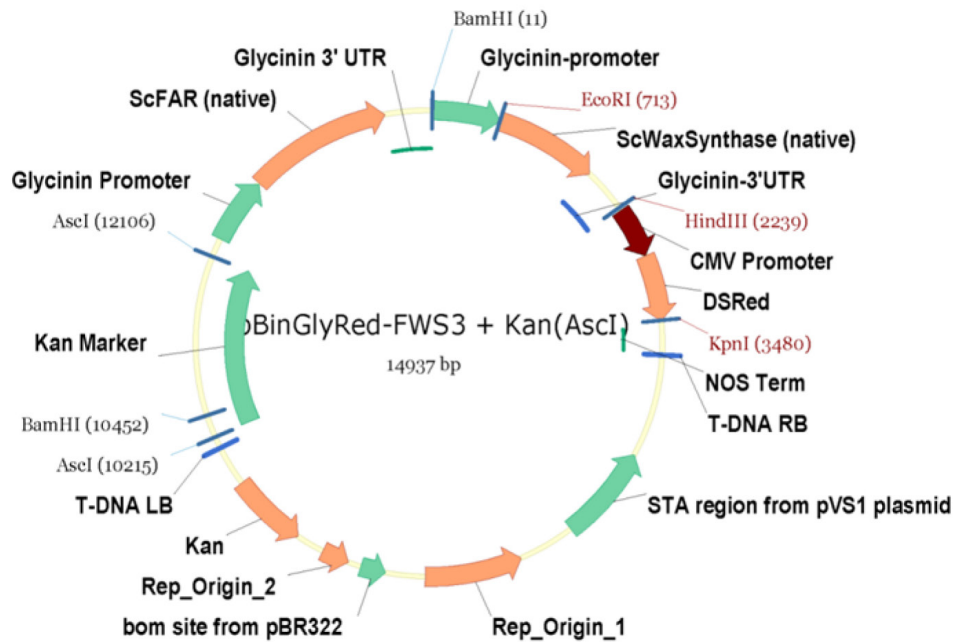 BamHI (11)
Glycinin 3' UTR
Glycinin-promoter
ScFAR (native)
EcoRI (713)
ScWaxSynthase (native)
Glycinin Promoter
Glycinin-3'UTR
AscI (12106)
HindIII (2239)
CMV Promoter
DSRed
Kan Marker
pBinGlyRed-FWS3 + Kan(AscI)
14937 bp
KpnI (3480)
NOS Term
BamHI (10452)
T-DNA RB
AscI (10215)
T-DNA LB
STA region from pVS1 plasmid
Kan
Rep_Origin_2
bom site from pBR322
Rep_Origin_1